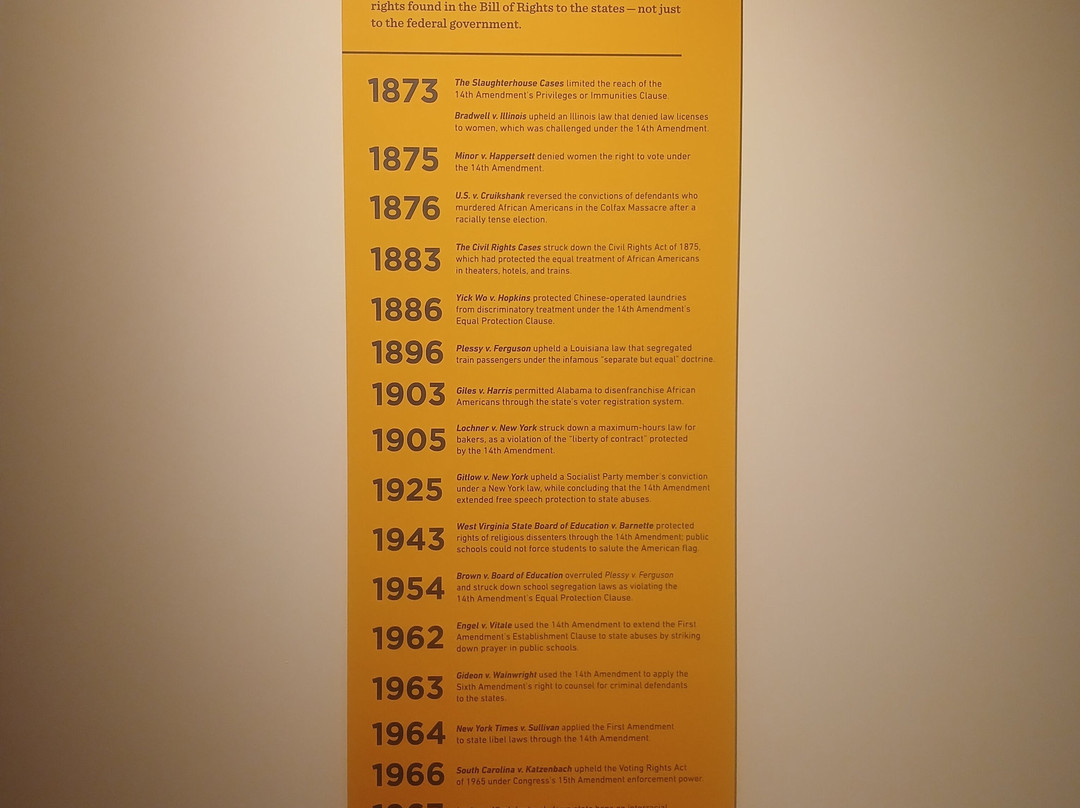 rights found in the Bill of Rights to the states — not just
to the federal government.
1873
The Slaughterhouse Cases limited the reach of the
14th Amendment's Privileges or Immunities Clause.
Bradwell v. Illinois upheld an Illinois law that denied law licenses
to women, which was challenged under the 14th Amendment.
1875
Minor v. Happersett denied women the right to vote under
the 14th Amendment.
1876
U.S. v. Cruikshank reversed the convictions of defendants who
murdered African Americans in the Colfax Massacre after a
racially tense election.
1883
The Civil Rights Cases struck down the Civil Rights Act of 1875,
which had protected the equal treatment of African Americans
in theaters, hotels, and trains.
1886
Yick Wo v. Hopkins protected Chinese-operated laundries
from discriminatory treatment under the 14th Amendment's
Equal Protection Clause.
1896
Plessy v. Ferguson upheld a Louisiana law that segregated
train passengers under the infamous "separate but equal" doctrine.
1903
Giles v. Harris permitted Alabama to disenfranchise African
Americans through the state's voter registration system.
1905
Lochner v. New York struck down a maximum-hours law for
bakers, as a violation of the "liberty of contract" protected
by the 14th Amendment.
1925
Gitlow v. New York upheld a Socialist Party member's conviction
under a New York law, while concluding that the 14th Amendment
extended free speech protection to state abuses.
1943
West Virginia State Board of Education v. Barnette protected
rights of religious dissenters through the 14th Amendment; public
schools could not force students to salute the American flag.
1954
Brown v. Board of Education overruled Plessy v. Ferguson
and struck down school segregation laws as violating the
14th Amendment's Equal Protection Clause.
1962
Engel v. Vitale used the 14th Amendment to extend the First
Amendment's Establishment Clause to state abuses by striking
down prayer in public schools.
1963
Gideon v. Wainwright used the 14th Amendment to apply the
Sixth Amendment's right to counsel for criminal defendants
to the states.
1964
New York Times v. Sullivan applied the First Amendment
to state libel laws through the 14th Amendment.
1966
South Carolina v. Katzenbach upheld the Voting Rights Act
of 1965 under Congress's 15th Amendment enforcement power.